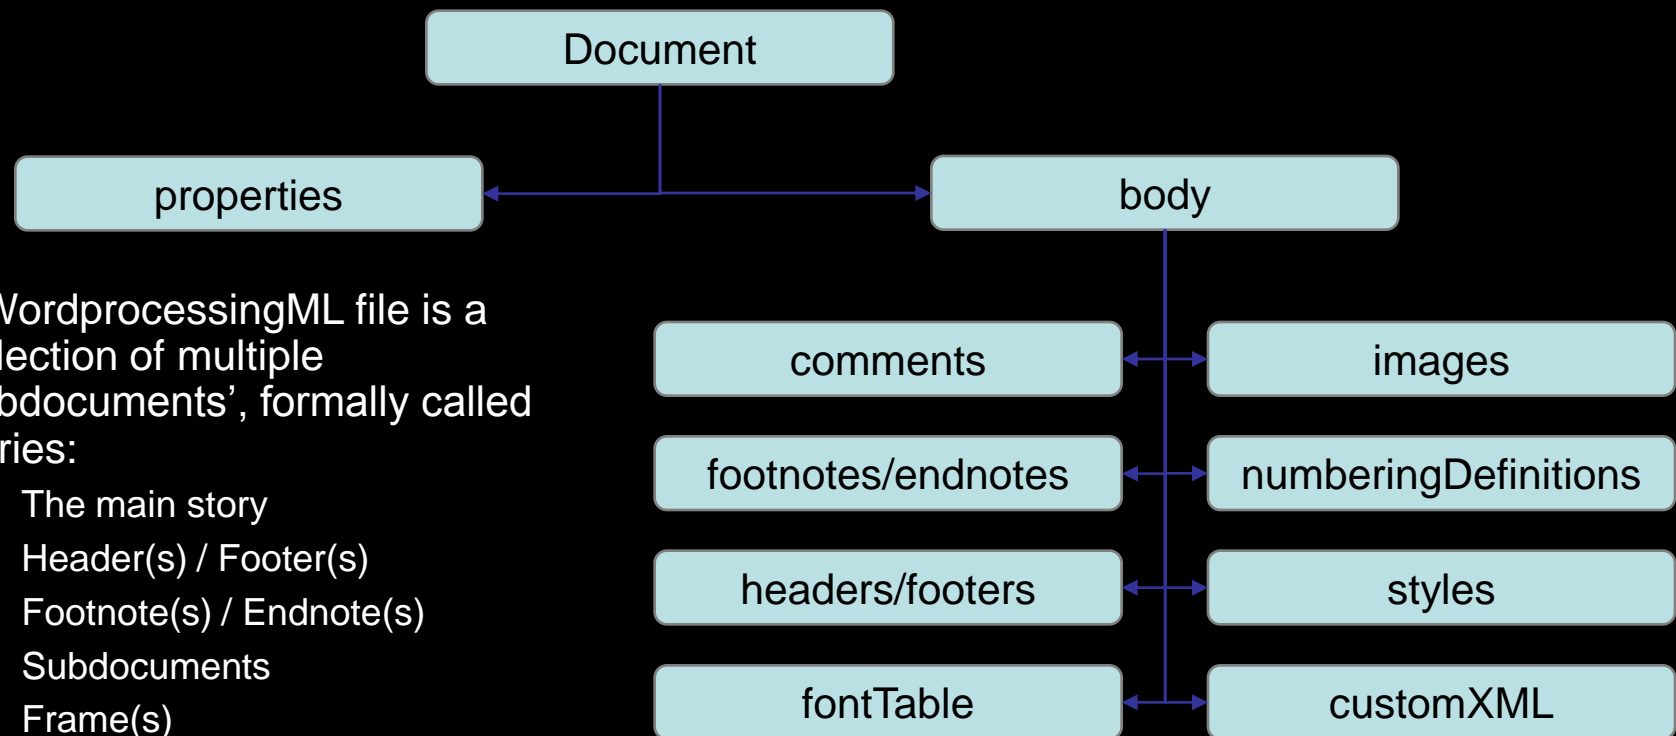 Document
properties
body
WordprocessingML file is a
lection of multiple
bdocuments’, formally called
ries:
The main story
Header(s) / Footer(s)
Footnote(s) / Endnote(s)
Subdocuments
Frame(s)
comments
images
footnotes/endnotes
numberingDefinitions
headers/footers
styles
fontTable
customXML